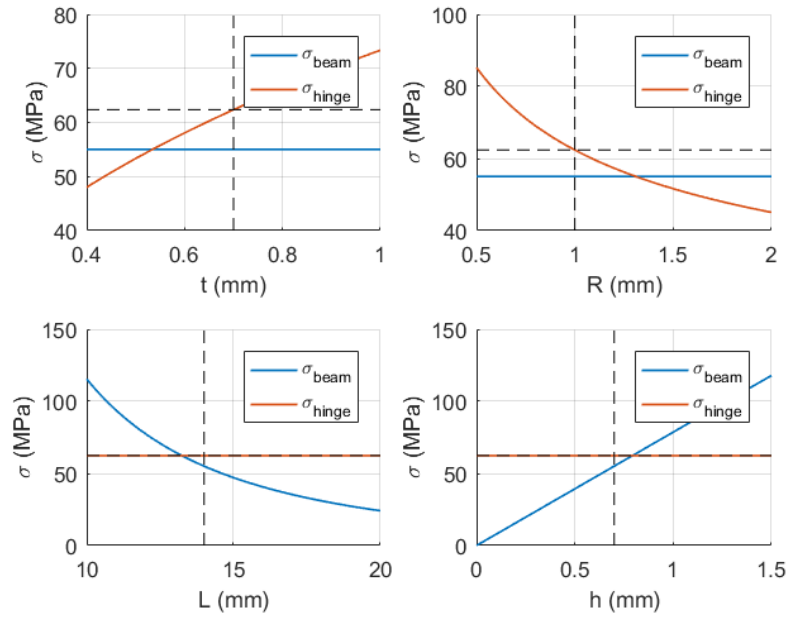 80
70
60
50
40
σ (MPa)
0.4 0.6 0.8 1
t (mm)
σbeam
σhinge
100
80
60
40
σ (MPa)
0.5 1 1.5 2
R (mm)
σbeam
σhinge
150
100
50
0
σ (MPa)
10 15 20
L (mm)
σbeam
σhinge
150
100
50
0
σ (MPa)
0 0.5 1 1.5
h (mm)
σbeam
σhinge